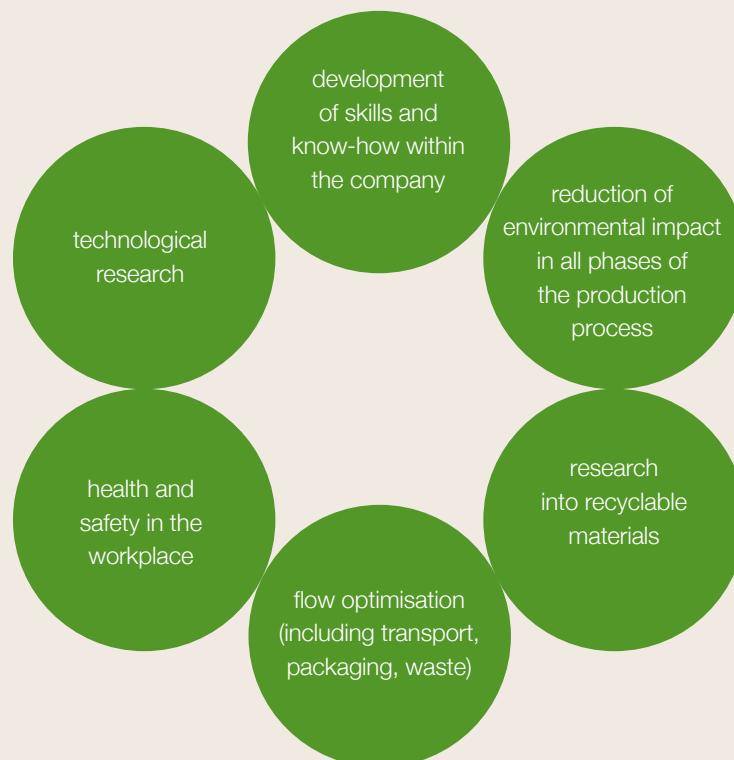 development
of skills and
know-how within
the company
reduction of
environmental impact
in all phases of
the production
process
technological
research
health and
safety in the
workplace
research
into recyclable
materials
flow optimisation
(including transport,
packaging, waste)